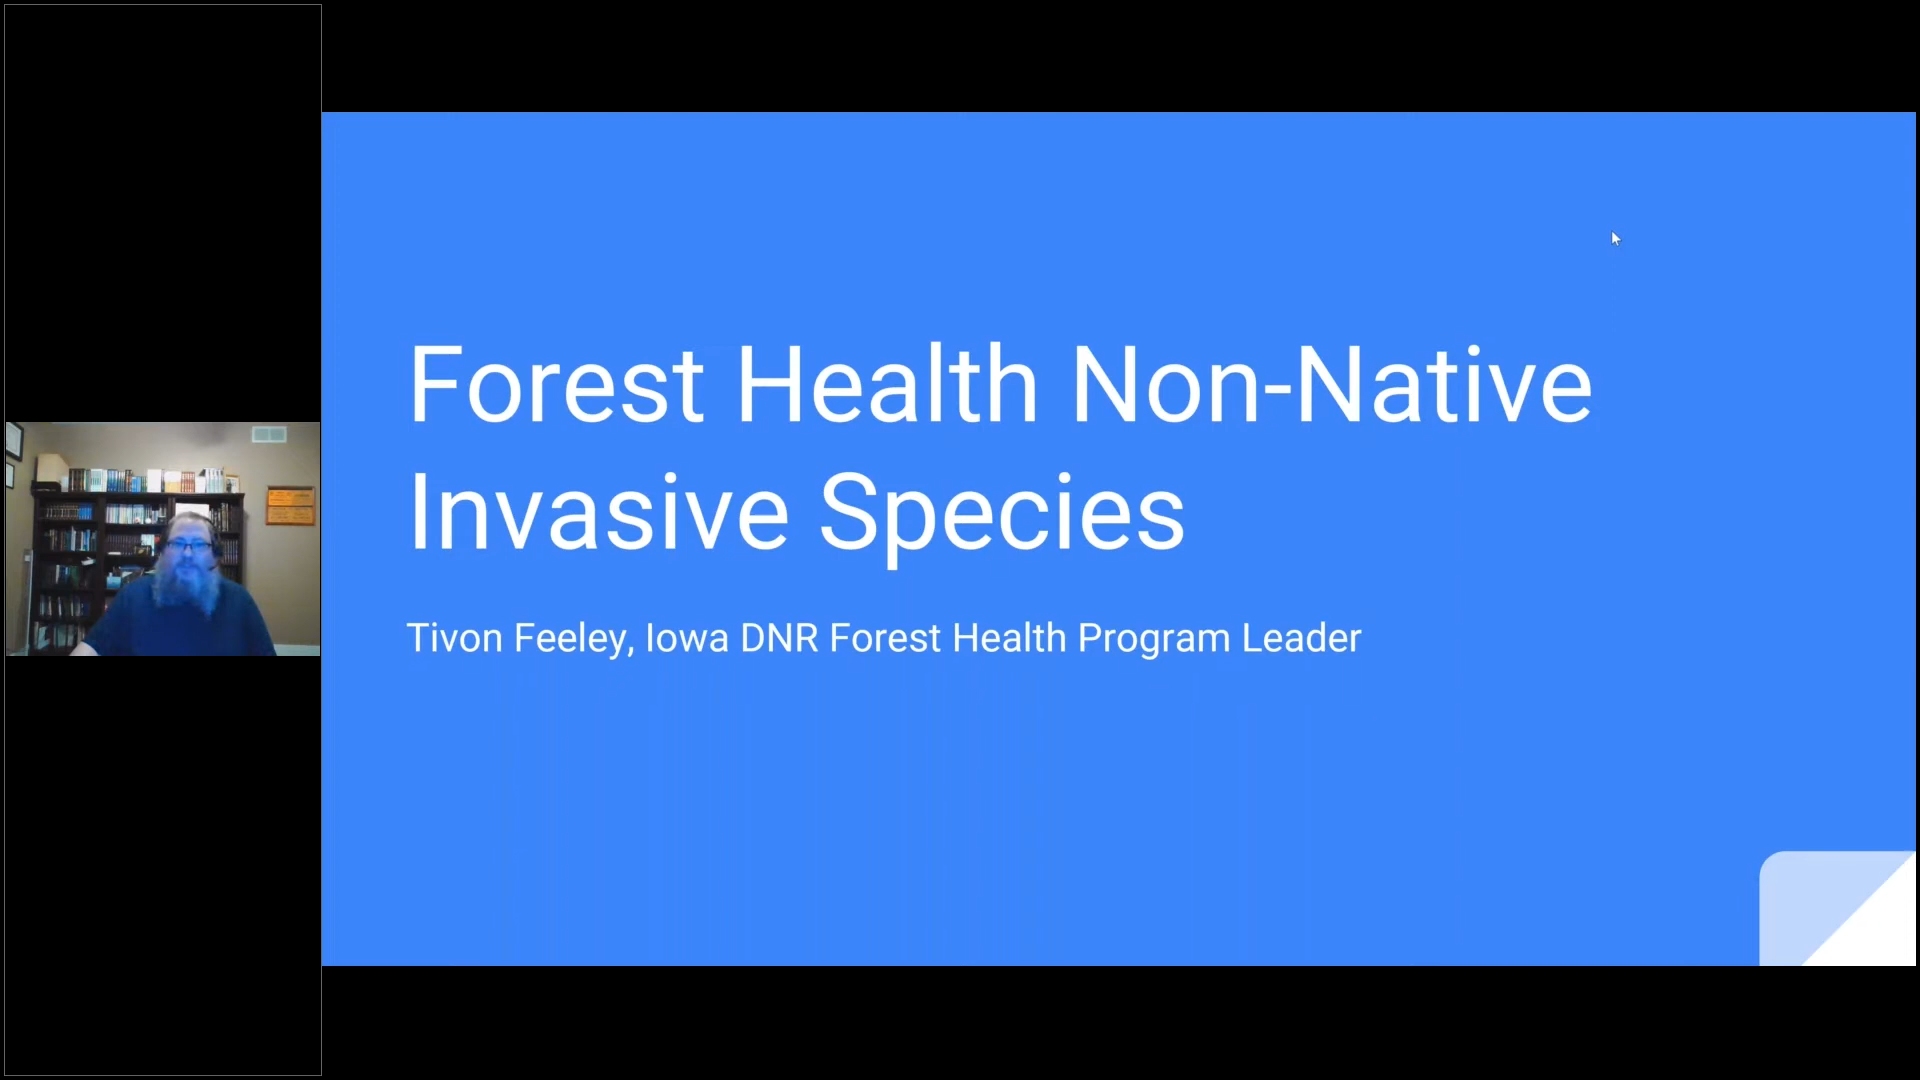 Forest Health Non-Native
Invasive Species
Tivon Feeley, Iowa DNR Forest Health Program Leader